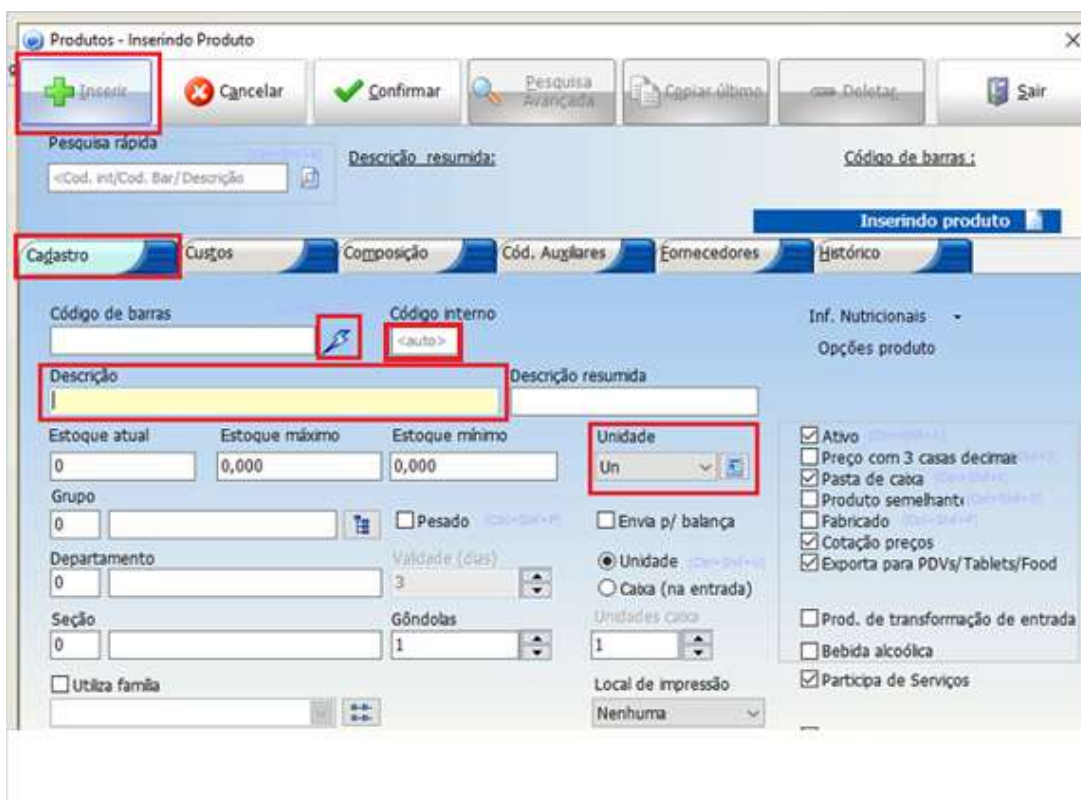 Produtos - Inserindo Produto
Inserir
Cancelar
Confirmar
Pesquisa
Avançada
Copiar último
Deletar
Sair
Pesquisa rápida
<Cod. int/Cod. Bar/Descrição
Descrição resumida:
Código de barras :
Inserindo produto
Cadastro
Custos
Composição
Cód. Auxiliares
Fornecedores
Histórico
Código de barras
Código interno
<auto>
Inf. Nutricionais
Opções produto
Descrição
Descrição resumida
Estoque atual
Estoque máximo
Estoque mínimo
Unidade
0
0,000
0,000
Un
Grupo
0
Pesado
Envia p/ balança
Departamento
0
Validade (dias)
3
Unidade
Caixa (na entrada)
Seção
0
Gôndolas
1
Unidades caixa
1
Utiliza família
Local de impressão
Nenhuma
Ativo
Preço com 3 casas decimais
Pasta de caixa
Produto semelhante
Fabricado
Cotação preços
Exporta para PDVs/Tablets/Food
Prod. de transformação de entrada
Bebida alcoólica
Participa de Serviços